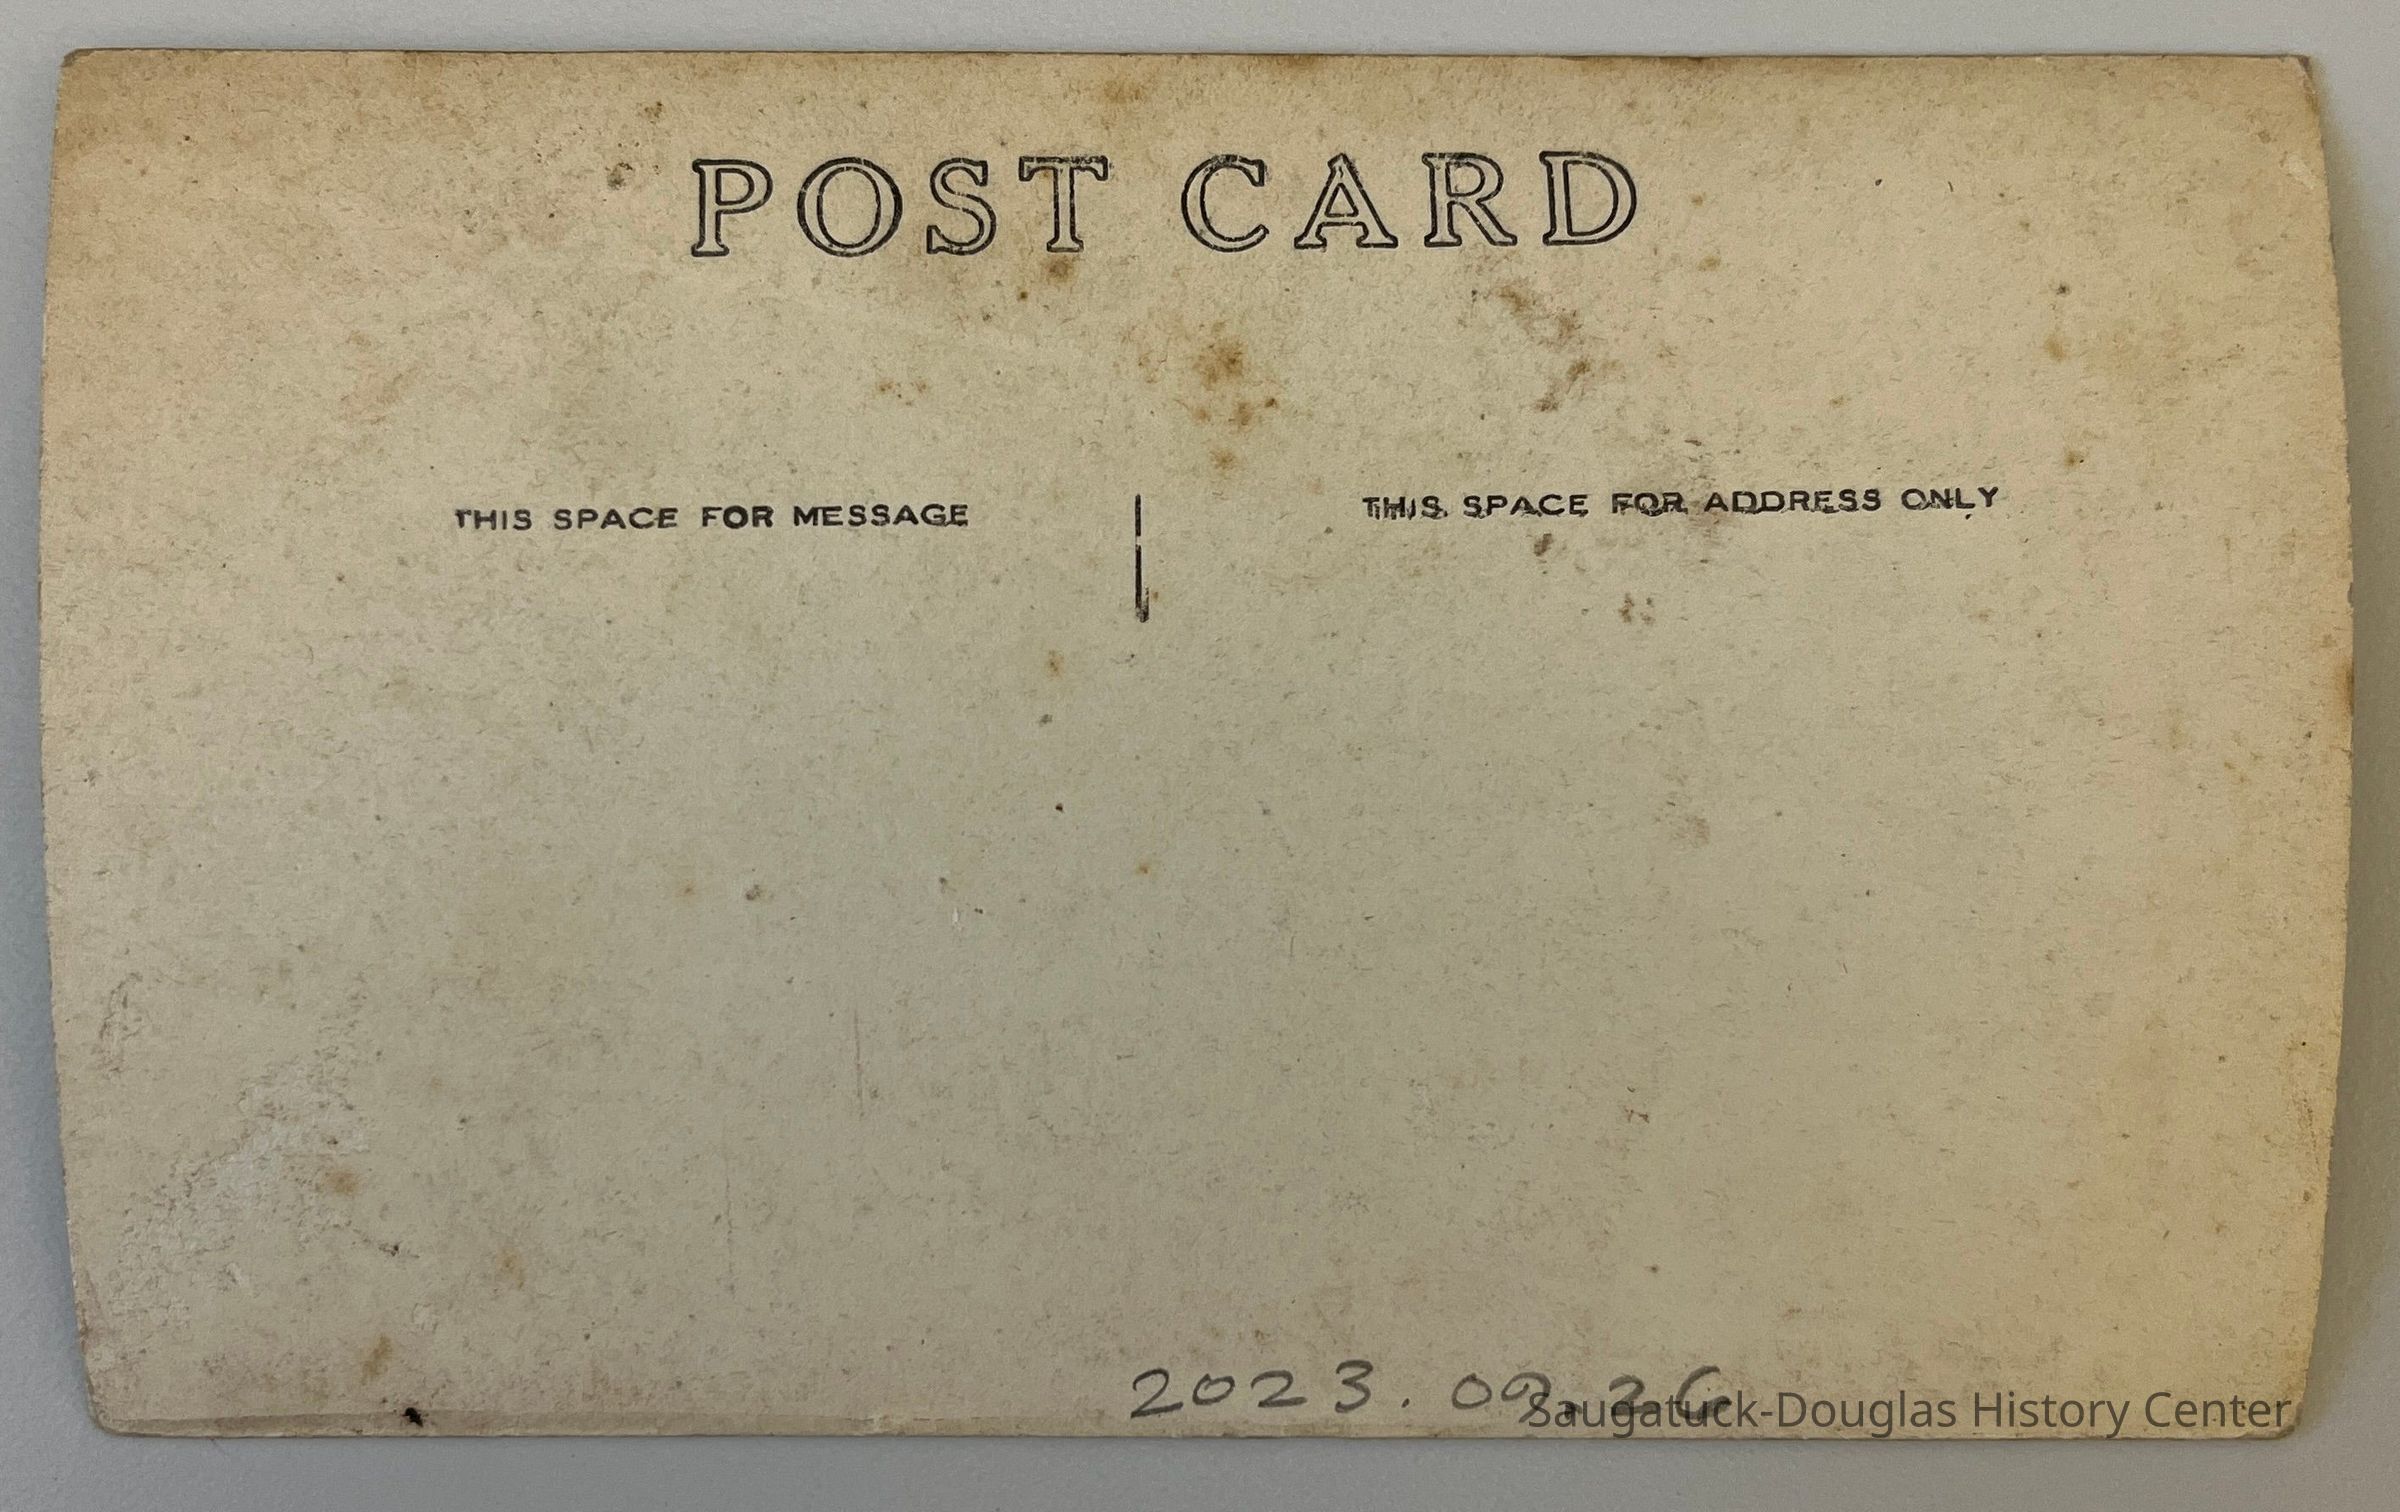 POST CARD
THIS SPACE FOR MESSAGE
THIS SPACE FOR ADDRESS ONLY
2023.09.26
Saugatuck-Douglas History Center